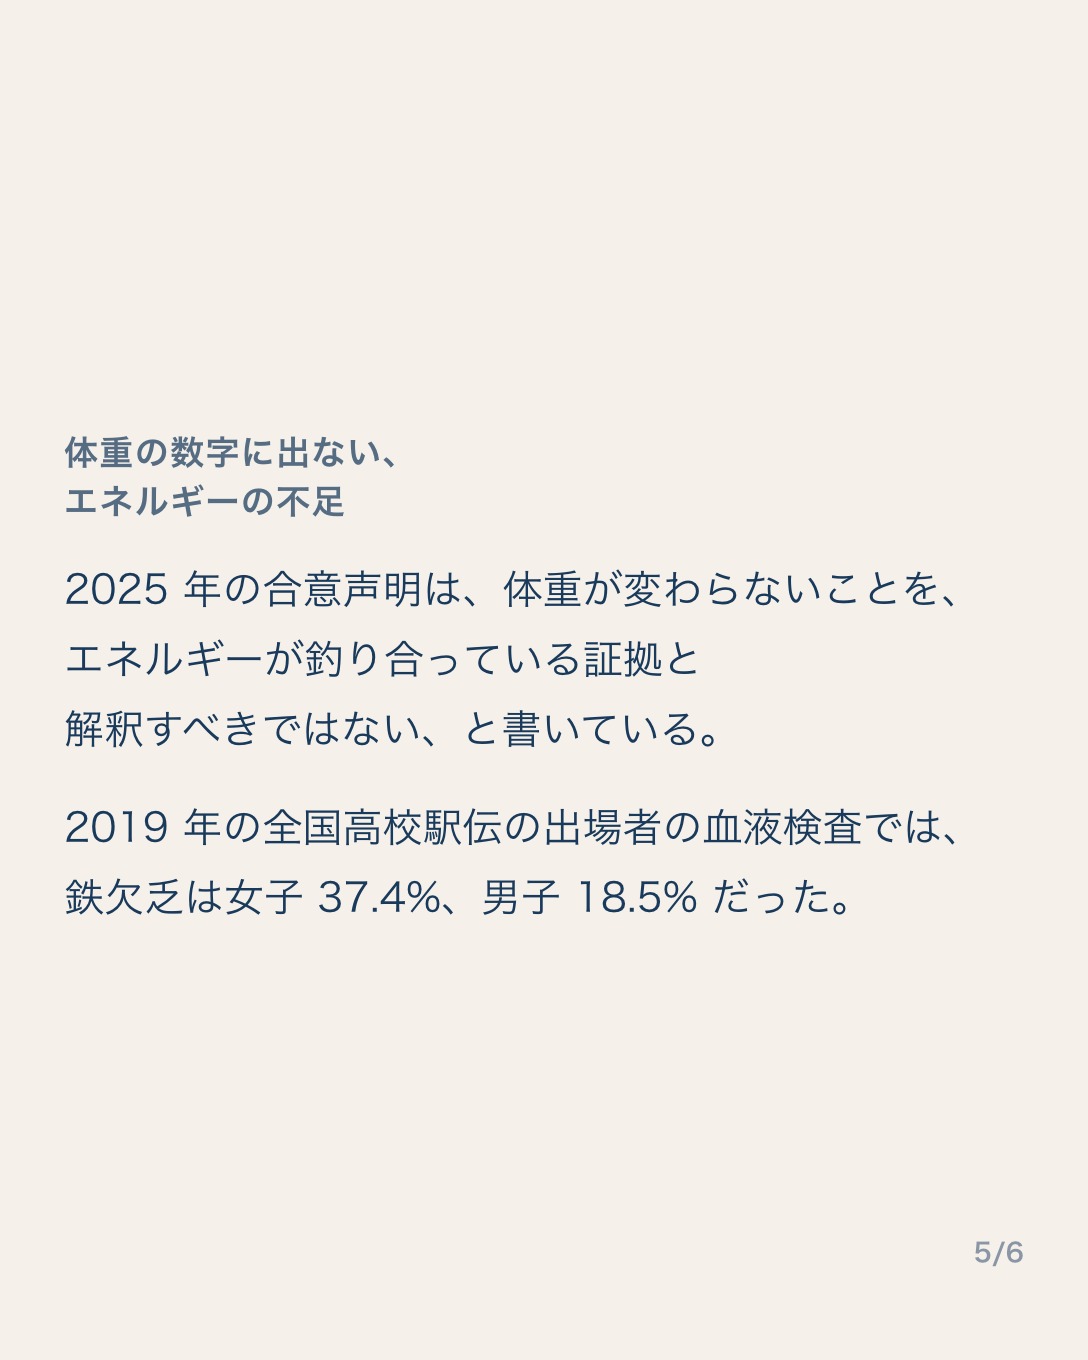 体重の数字に出ない、
エネルギーの不足
2025 年の合意声明は、体重が変わらないことを、
エネルギーが釣り合っている証拠と
解釈すべきではない、と書いている。
2019 年の全国高校駅伝の出場者の血液検査では、
鉄欠乏は女子 37.4%、男子 18.5% だった。
5/6